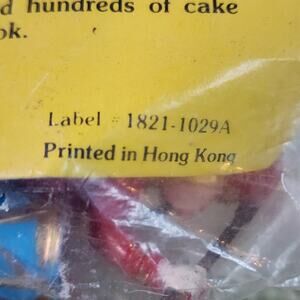 d hundreds of cake
ok.
Label # 1821-1029A
Printed in Hong Kong